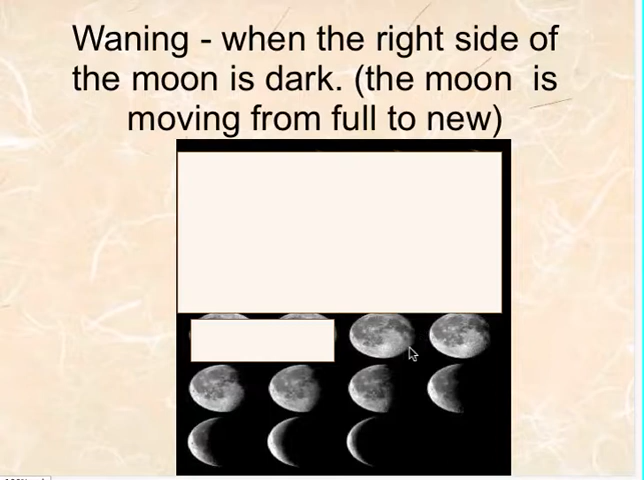 Waning - when the right side of
the moon is dark. (the moon is
moving from full to new)